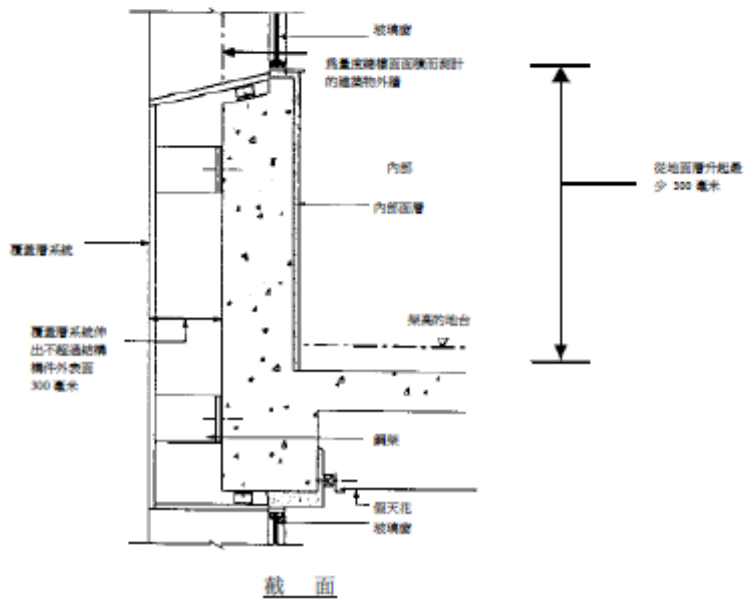 玻璃窗
為量度總樓面面積而測計
的建築物外牆
從地面層升起最
少 300 毫米
內部
內部面層
覆蓋層系統
架高的地台
覆蓋層系統伸
出不超過結構
構件外表面
300 毫米
鋼架
假天花
玻璃窗
截 面